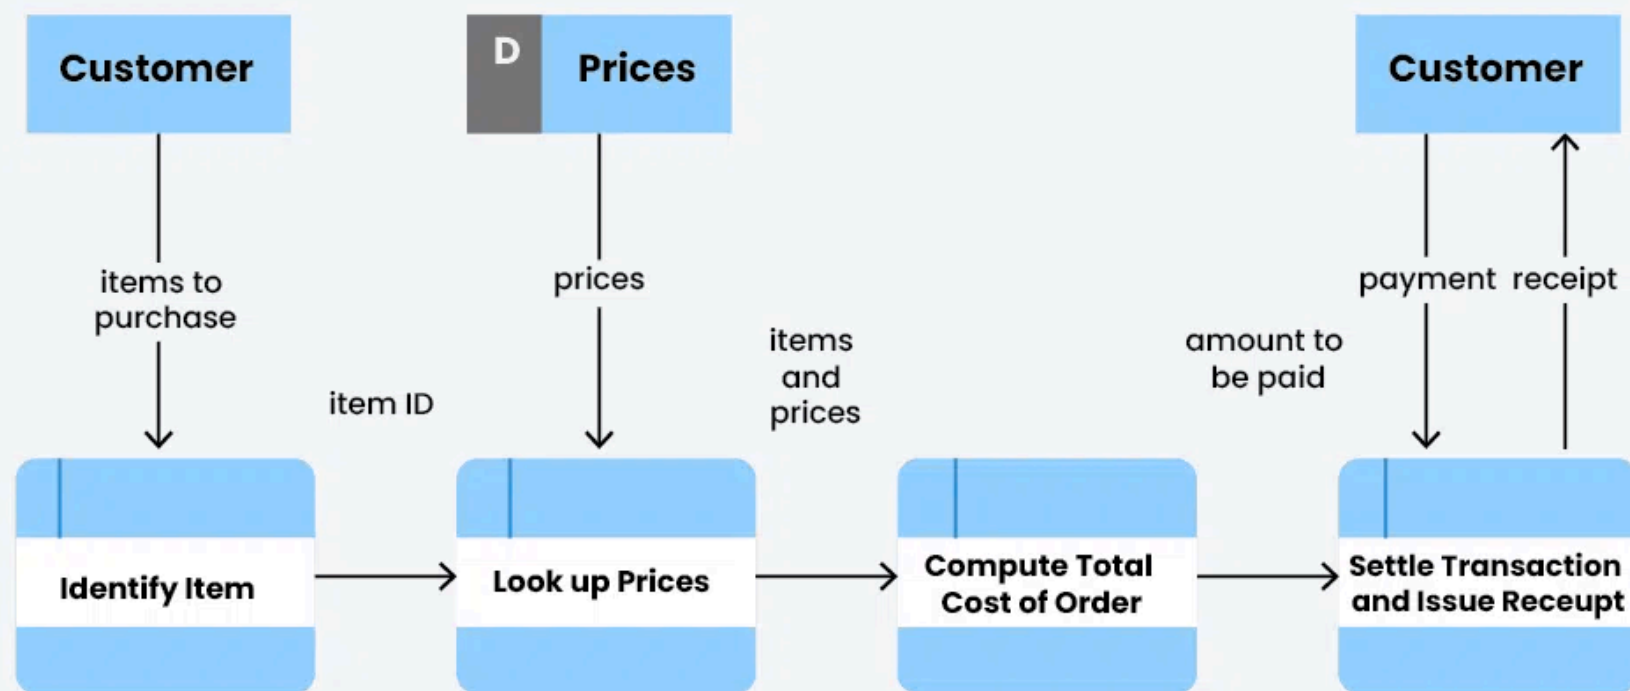 Customer
D
Prices
Customer
items to
purchase
prices
payment
receipt
item ID
items
and
prices
amount to
be paid
Identify Item
Look up Prices
Compute Total
Cost of Order
Settle Transaction
and Issue Receupt